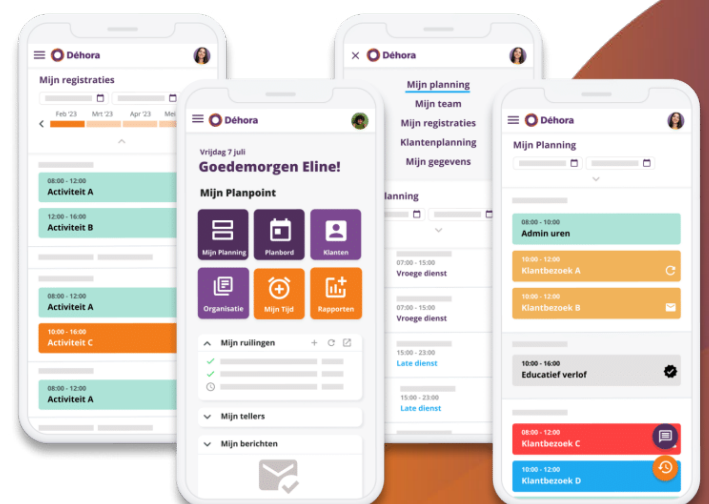 Déhora
Mijn registraties
Feb '23 Mrt '23 Apr '23 Mei
08:00 - 12:00
Activiteit A
12:00 - 16:00
Activiteit B
08:00 - 12:00
Activiteit A
10:00 - 16:00
Activiteit C
08:00 - 12:00
Activiteit A
Déhora
Vrijdag 7 juli
Goedemorgen Eline!
Mijn Planpoint
Mijn Planning Planbord Klanten
Organisatie Mijn Tijd Rapporten
Mijn ruilingen
Mijn tellers
Mijn berichten
Déhora
Mijn planning
Mijn team
Mijn registraties
Klantenplanning
Mijn gegevens
lanning
07:00 - 15:00
Vroege dienst
07:00 - 15:00
Vroege dienst
15:00 - 23:00
Late dienst
15:00 - 23:00
Late dienst
Déhora
Mijn Planning
08:00 - 10:00
Admin uren
10:00 - 12:00
Klantbezoek A
10:00 - 12:00
Klantbezoek B
10:00 - 16:00
Educatief verlof
08:00 - 12:00
Klantbezoek C
10:00 - 12:00
Klantbezoek D